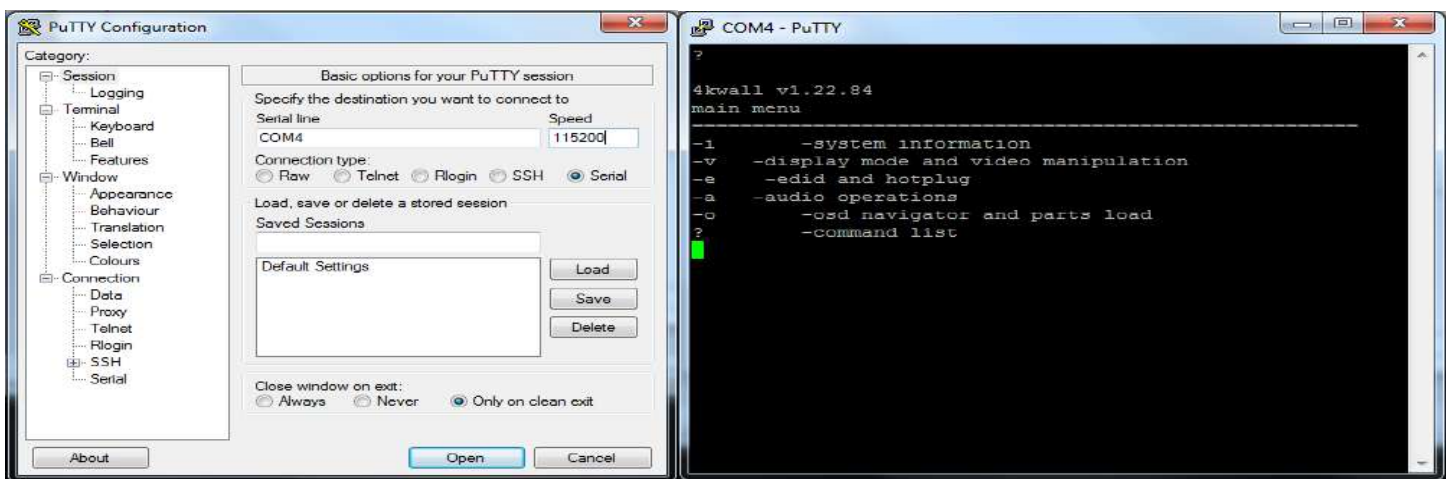 PuTTY Configuration
Category:
Session
Logging
Terminal
Keyboard
Bell
Features
Window
Appearance
Behaviour
Translation
Selection
Colours
Connection
Data
Proxy
Telnet
Rlogin
SSH
Serial
Basic options for your PuTTY session
Specify the destination you want to connect to
Serial line Speed
COM4 115200
Connection type:
Raw Telnet Rlogin SSH Serial
Load, save or delete a stored session
Saved Sessions
Default Settings
Load
Save
Delete
Close window on exit:
Always Never Only on clean exit
About Open Cancel
COM4 - PuTTY
?
4kwall v1.22.84
main menu
-i -system information
-v -display mode and video manipulation
-e -edid and hotplug
-a -audio operations
-o -osd navigator and parts load
? -command list